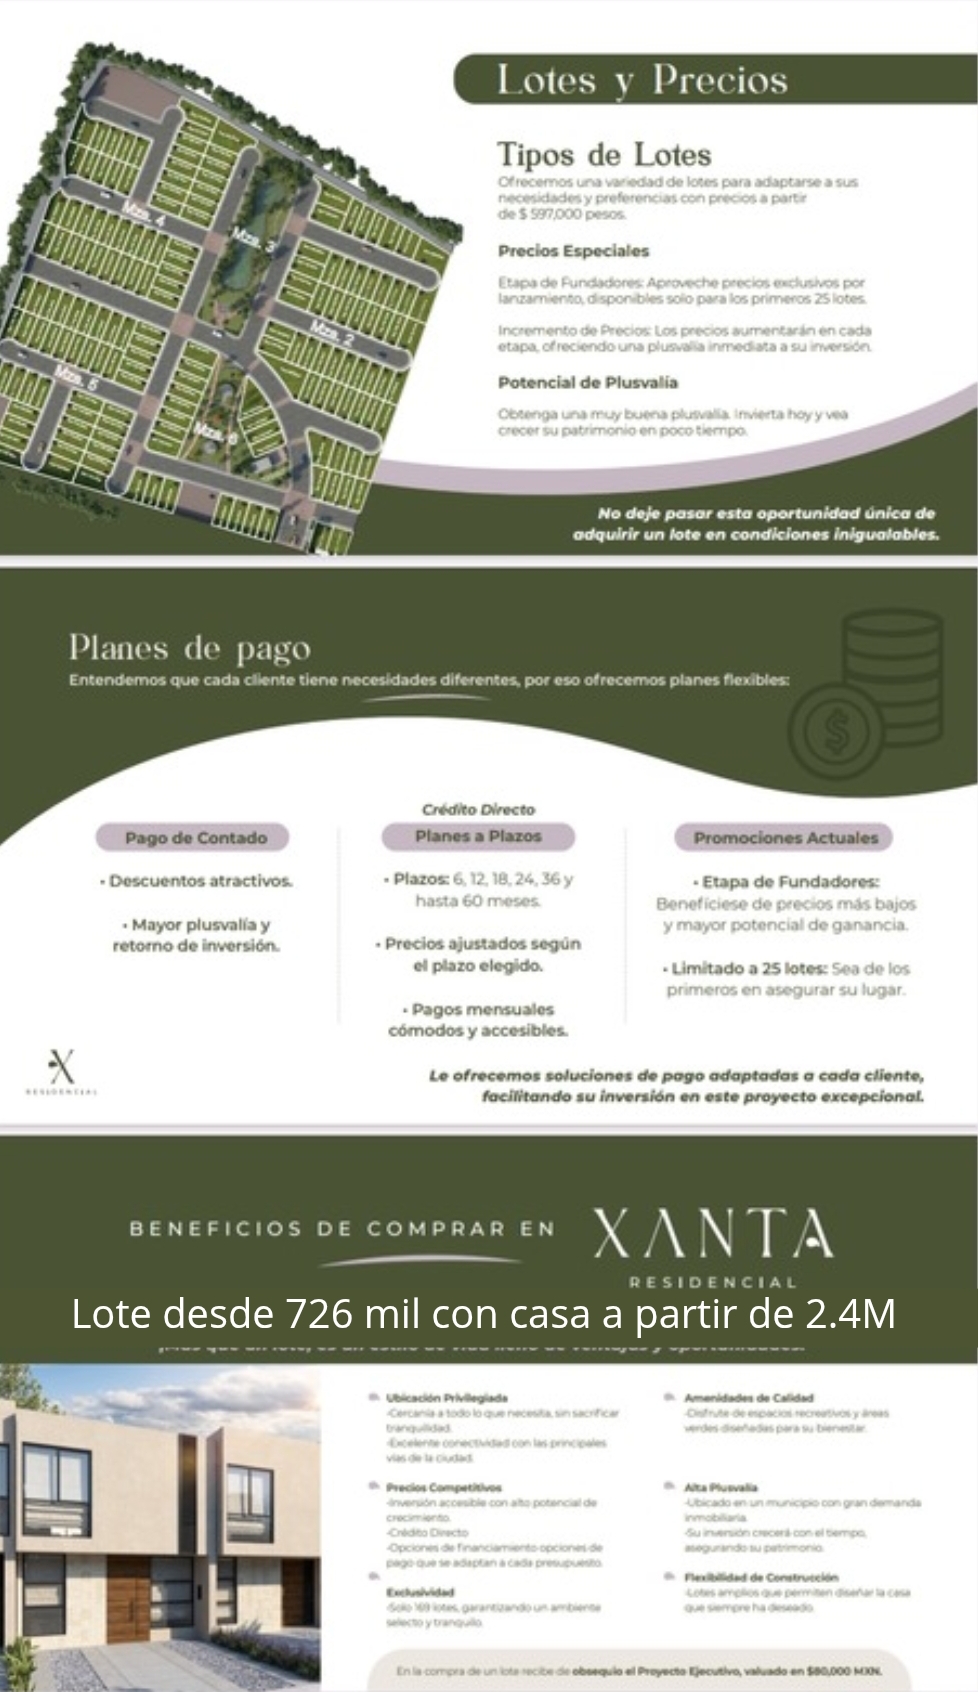 Lotes y Precios
Tipos de Lotes
Ofrecemos una variedad de lotes para adaptarse a sus
necesidades y preferencias con precios a partir
de $ 597,000 pesos.
Precios Especiales
Etapa de Fundadores: Aproveche precios exclusivos por
lanzamiento, disponibles solo para los primeros 25 lotes.
Incremento de Precios: Los precios aumentarán en cada
etapa, ofreciendo una plusvalía inmediata a su inversión.
Potencial de Plusvalía
Obtenga una muy buena plusvalía. Invierta hoy y vea
crecer su patrimonio en poco tiempo.
No deje pasar esta oportunidad única de
adquirir un lote en condiciones inigualables.
Mza. 4
Mza. 3
Mza. 2
Mza. 5
Mza. 6
Planes de pago
Entendemos que cada cliente tiene necesidades diferentes, por eso ofrecemos planes flexibles:
Pago de Contado
• Descuentos atractivos.
• Mayor plusvalía y
retorno de inversión.
Crédito Directo
Planes a Plazos
• Plazos: 6, 12, 18, 24, 36 y
hasta 60 meses.
• Precios ajustados según
el plazo elegido.
• Pagos mensuales
cómodos y accesibles.
Promociones Actuales
• Etapa de Fundadores:
Benefíciese de precios más bajos
y mayor potencial de ganancia.
• Limitado a 25 lotes: Sea de los
primeros en asegurar su lugar.
X
RESIDENCIAL
Le ofrecemos soluciones de pago adaptadas a cada cliente,
facilitando su inversión en este proyecto excepcional.
BENEFICIOS DE COMPRAR EN XANTA
RESIDENCIAL
Lote desde 726 mil con casa a partir de 2.4M
¡Más que un lote, es un estilo de vida lleno de ventajas y oportunidades!
Ubicación Privilegiada
-Cercanía a todo lo que necesita, sin sacrificar
tranquilidad.
-Excelente conectividad con las principales
vías de la ciudad.
Precios Competitivos
-Inversión accesible con alto potencial de
crecimiento.
-Crédito Directo
-Opciones de financiamiento opciones de
pago que se adaptan a cada presupuesto.
Exclusividad
-Solo 169 lotes, garantizando un ambiente
selecto y tranquilo.
Amenidades de Calidad
-Disfrute de espacios recreativos y áreas
verdes diseñadas para su bienestar.
Alta Plusvalía
-Ubicado en un municipio con gran demanda
inmobiliaria.
-Su inversión crecerá con el tiempo,
asegurando su patrimonio.
Flexibilidad de Construcción
-Lotes amplios que permiten diseñar la casa
que siempre ha deseado.
En la compra de un lote recibe de obsequio el Proyecto Ejecutivo, valuado en $80,000 MXN.